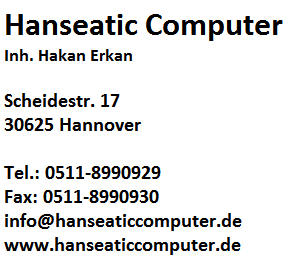 Hanseatic Computer
Inh. Hakan Erkan
Scheidestr. 17
30625 Hannover
Tel.: 0511-8990929
Fax: 0511-8990930
info@hanseaticcomputer.de
www.hanseaticcomputer.de